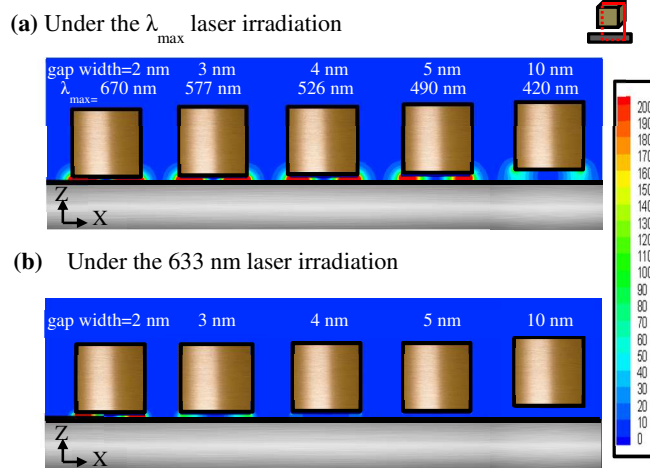 (a) Under the λmax laser irradiation
gap width=2 nm 3 nm 4 nm 5 nm 10 nm
λmax= 670 nm 577 nm 526 nm 490 nm 420 nm
Z
X
(b) Under the 633 nm laser irradiation
gap width=2 nm 3 nm 4 nm 5 nm 10 nm
Z
X
200
190
180
170
160
150
140
130
120
110
100
90
80
70
60
50
40
30
20
10
0